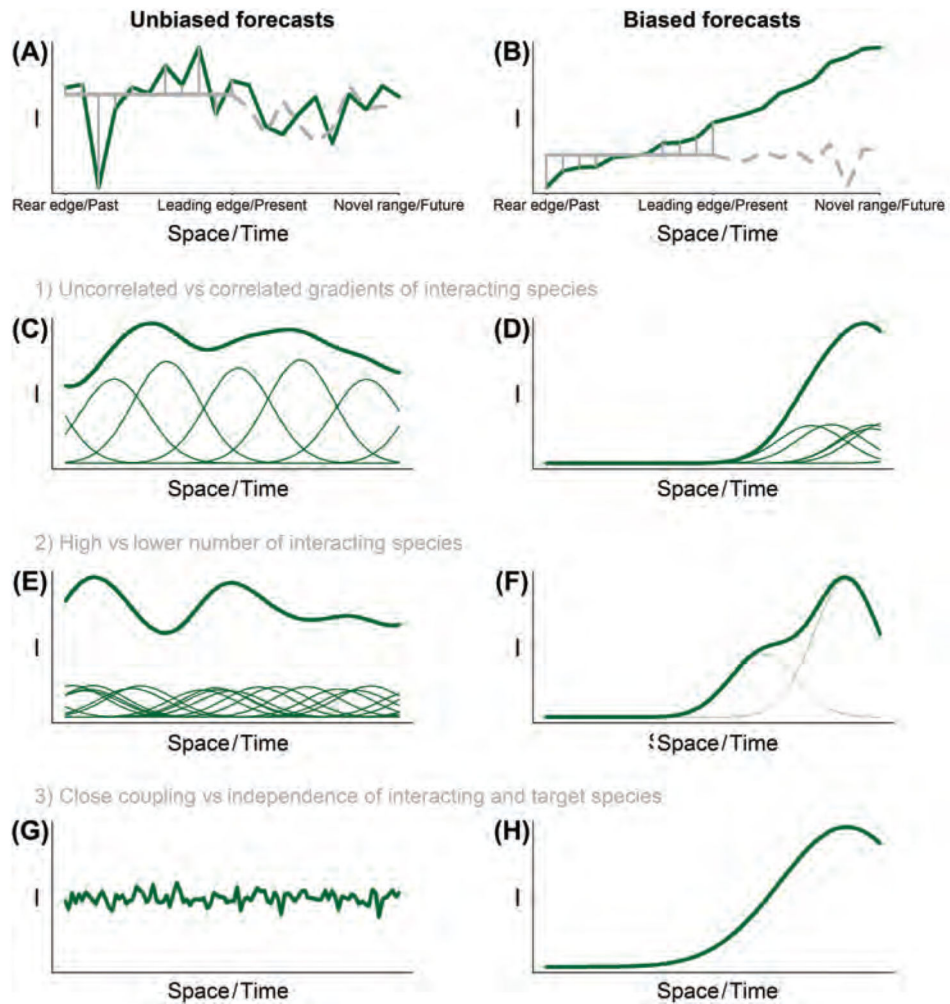 Unbiased forecasts
Biased forecasts
(A)
I
Rear edge/Past
Leading edge/Present
Novel range/Future
Space/Time
(B)
I
Rear edge/Past
Leading edge/Present
Novel range/Future
Space/Time
1) Uncorrelated vs correlated gradients of interacting species
(C)
I
Space/Time
(D)
I
Space/Time
2) High vs lower number of interacting species
(E)
I
Space/Time
(F)
I
Space/Time
3) Close coupling vs independence of interacting and target species
(G)
I
Space/Time
(H)
I
Space/Time